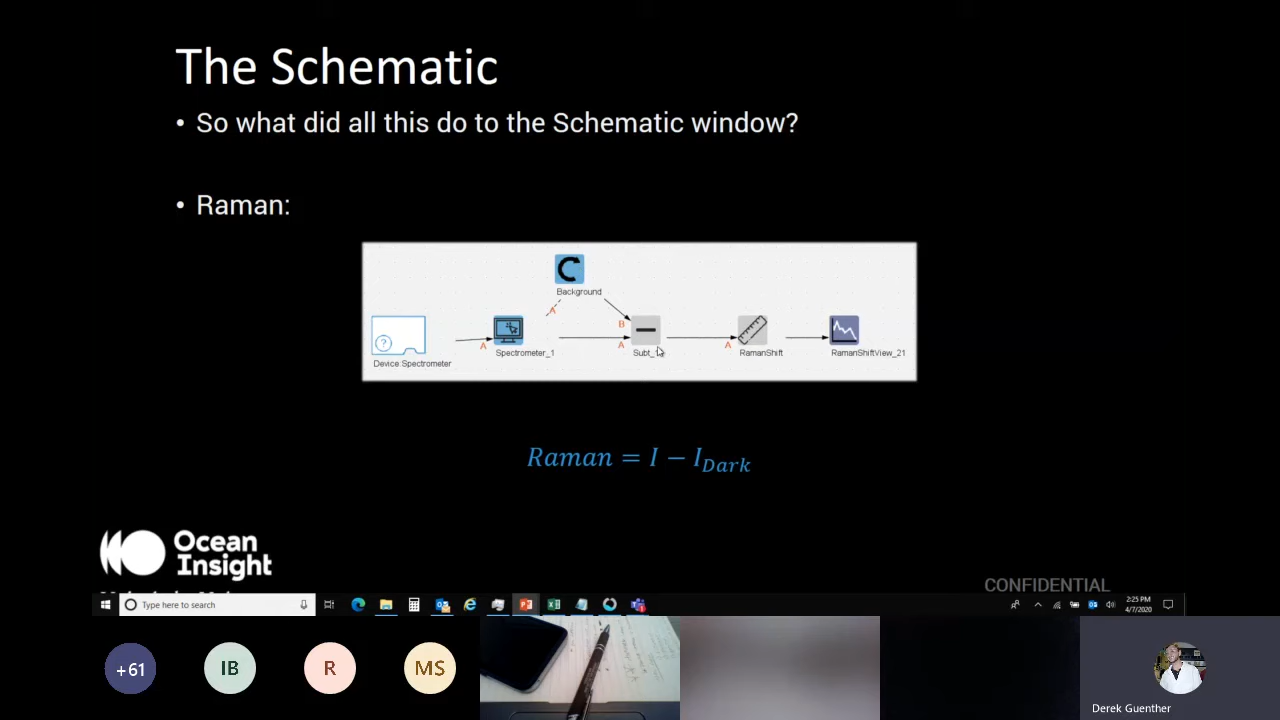 The Schematic
• So what did all this do to the Schematic window?
• Raman:
Background
A
B
A
A
A
Device:Spectrometer
Spectrometer_1
Subt_
RamanShift
RamanShiftView_21
Raman = I − I_Dark
Ocean
Insight
CONFIDENTIAL
Type here to search
2:25 PM
4/7/2020
+61
IB
R
MS
Derek Guenther